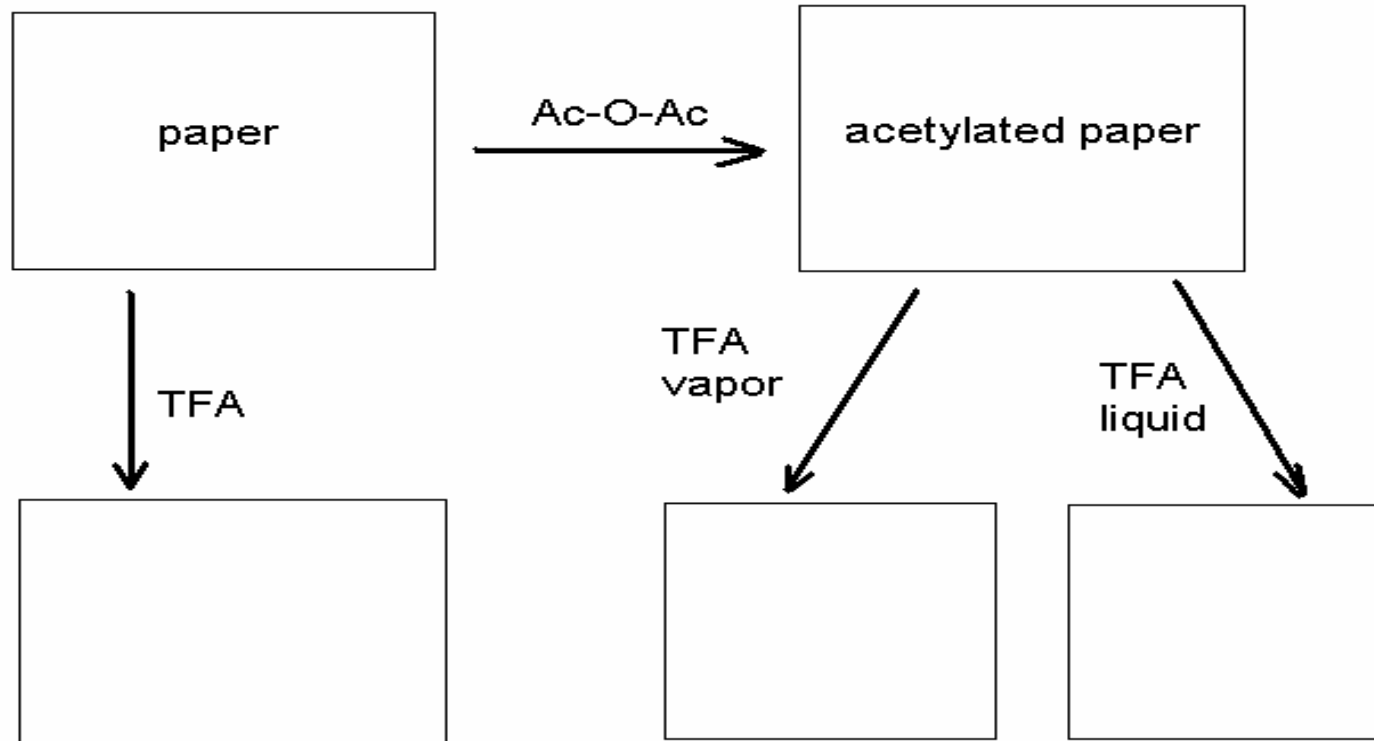 paper
Ac-O-Ac
acetylated paper
TFA
TFA
vapor
TFA
liquid